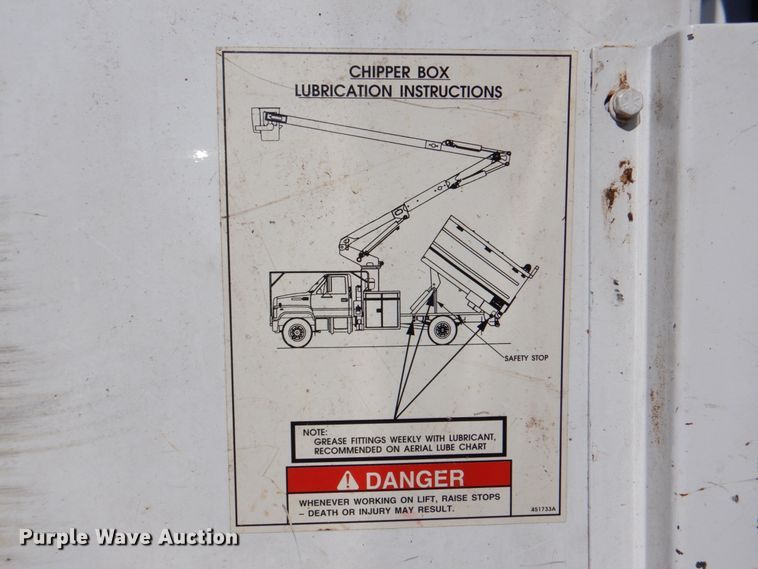 CHIPPER BOX
LUBRICATION INSTRUCTIONS
SAFETY STOP
NOTE:
GREASE FITTINGS WEEKLY WITH LUBRICANT,
RECOMMENDED ON AERIAL LUBE CHART
DANGER
WHENEVER WORKING ON LIFT, RAISE STOPS
– DEATH OR INJURY MAY RESULT.
451733A
Purple Wave Auction